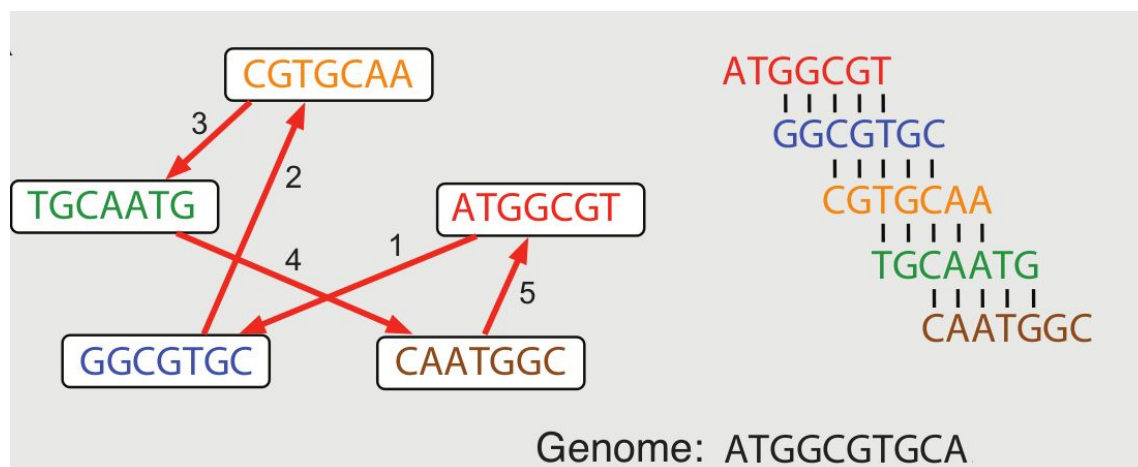 CGTGCAA
3
2
TGCAATG
ATGGCGT
1
4
5
GGCGTGC
CAATGGC
ATGGCGT
GGCGTGC
CGTGCAA
TGCAATG
CAATGGC
Genome: ATGGCGTGCA